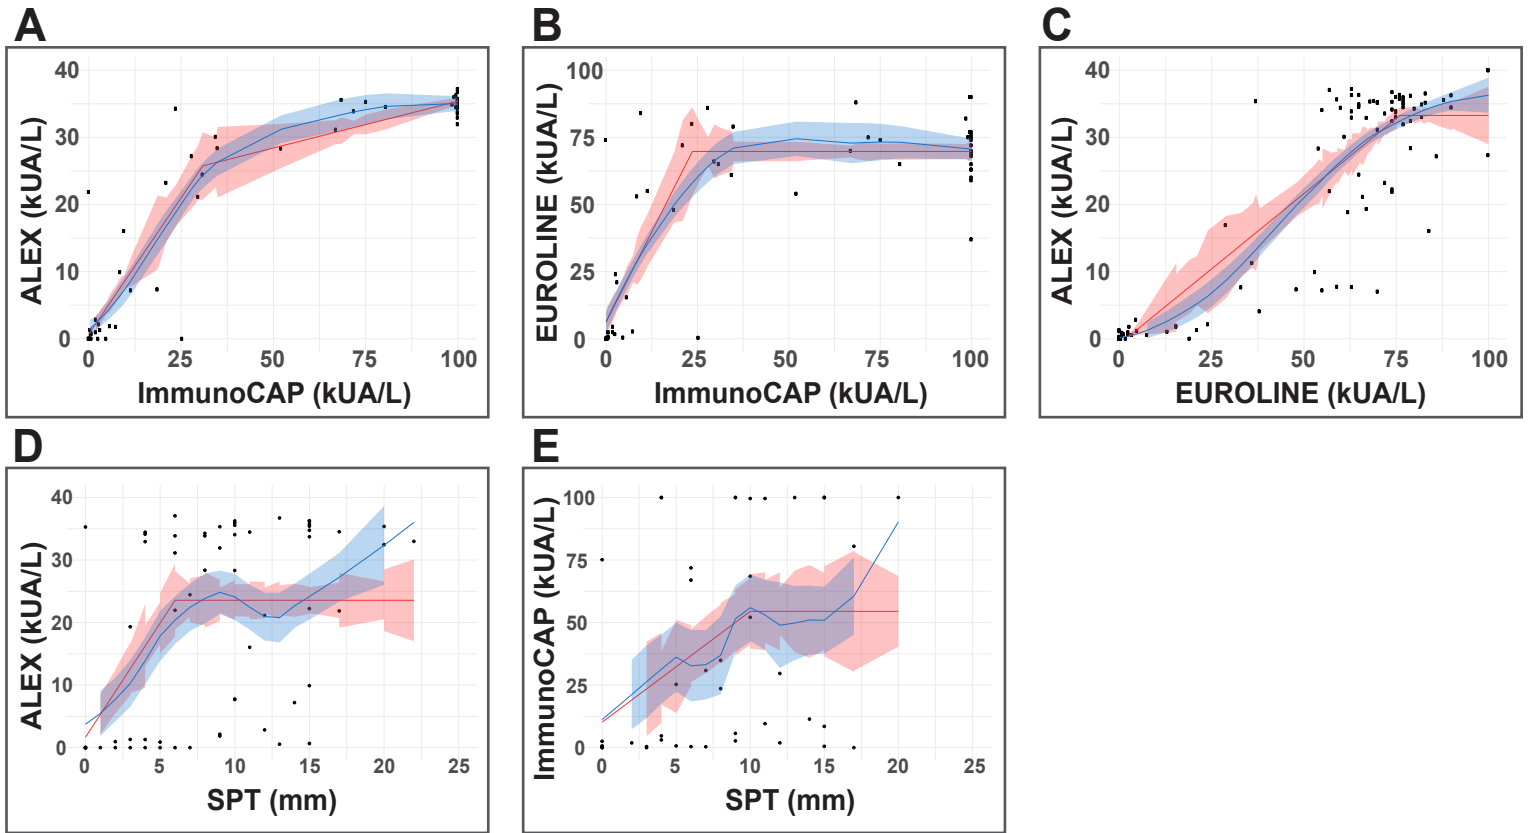 A
40
30
20
10
0
ALEX (kUA/L)
0 25 50 75 100
ImmunoCAP (kUA/L)
B
100
75
50
25
0
EUROLINE (kUA/L)
0 25 50 75 100
ImmunoCAP (kUA/L)
C
40
30
20
10
0
ALEX (kUA/L)
0 25 50 75 100
EUROLINE (kUA/L)
D
40
30
20
10
0
ALEX (kUA/L)
0 5 10 15 20 25
SPT (mm)
E
100
75
50
25
0
ImmunoCAP (kUA/L)
0 5 10 15 20 25
SPT (mm)